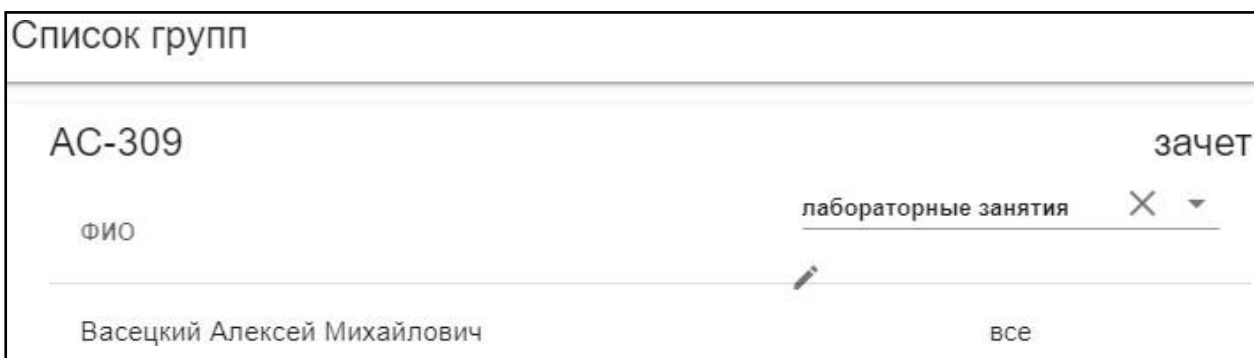 Список групп
АС-309 зачет
лабораторные занятия
ФИО
Васецкий Алексей Михайлович все